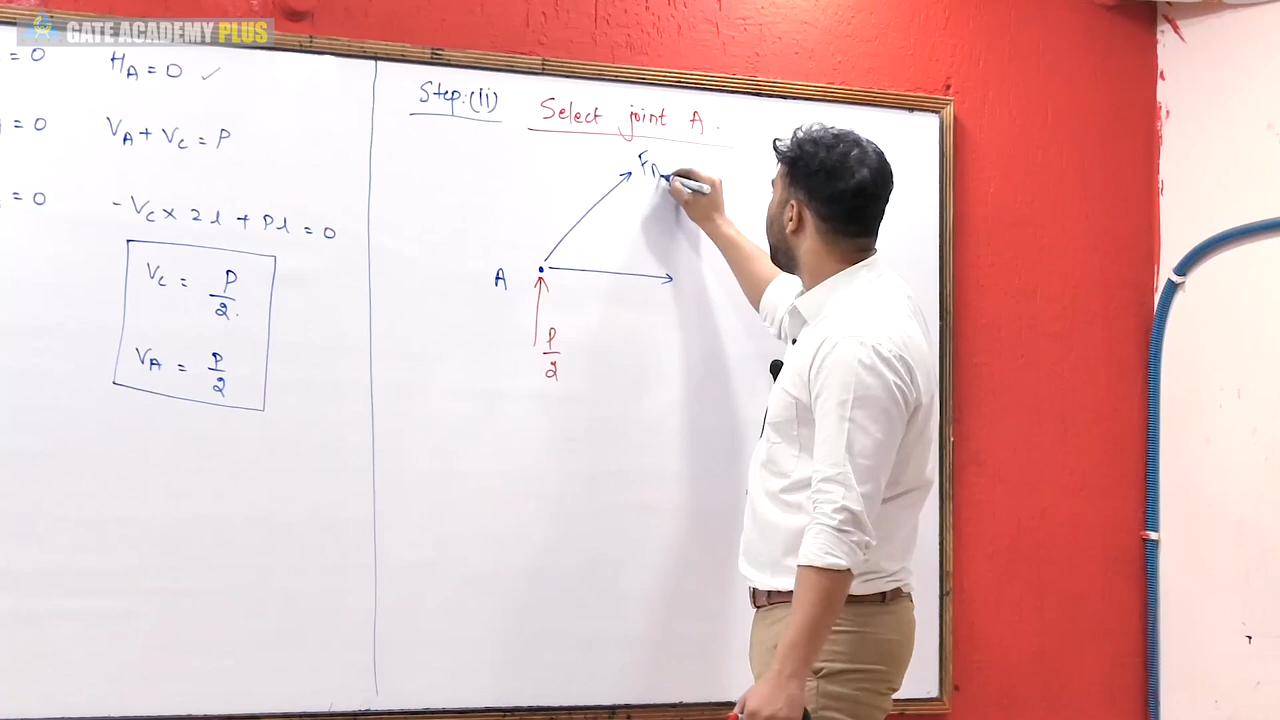 GATE ACADEMY PLUS
= 0 H_A = 0 ✓
= 0 V_A + V_C = P
= 0 - V_C × 2l + Pl = 0
V_C = P/2.
V_A = P/2
Step:(ii) Select joint A.
F_A
A
P/2